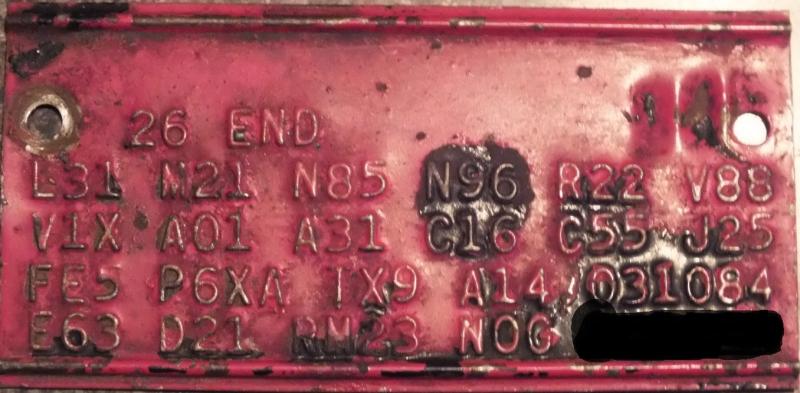 26 END
L31 M21 N85 N96 R22 V88
V1X A01 A31 C16 C55 J25
FE5 P6XA TX9 A14 031084
E63 D21 RM23 N0G